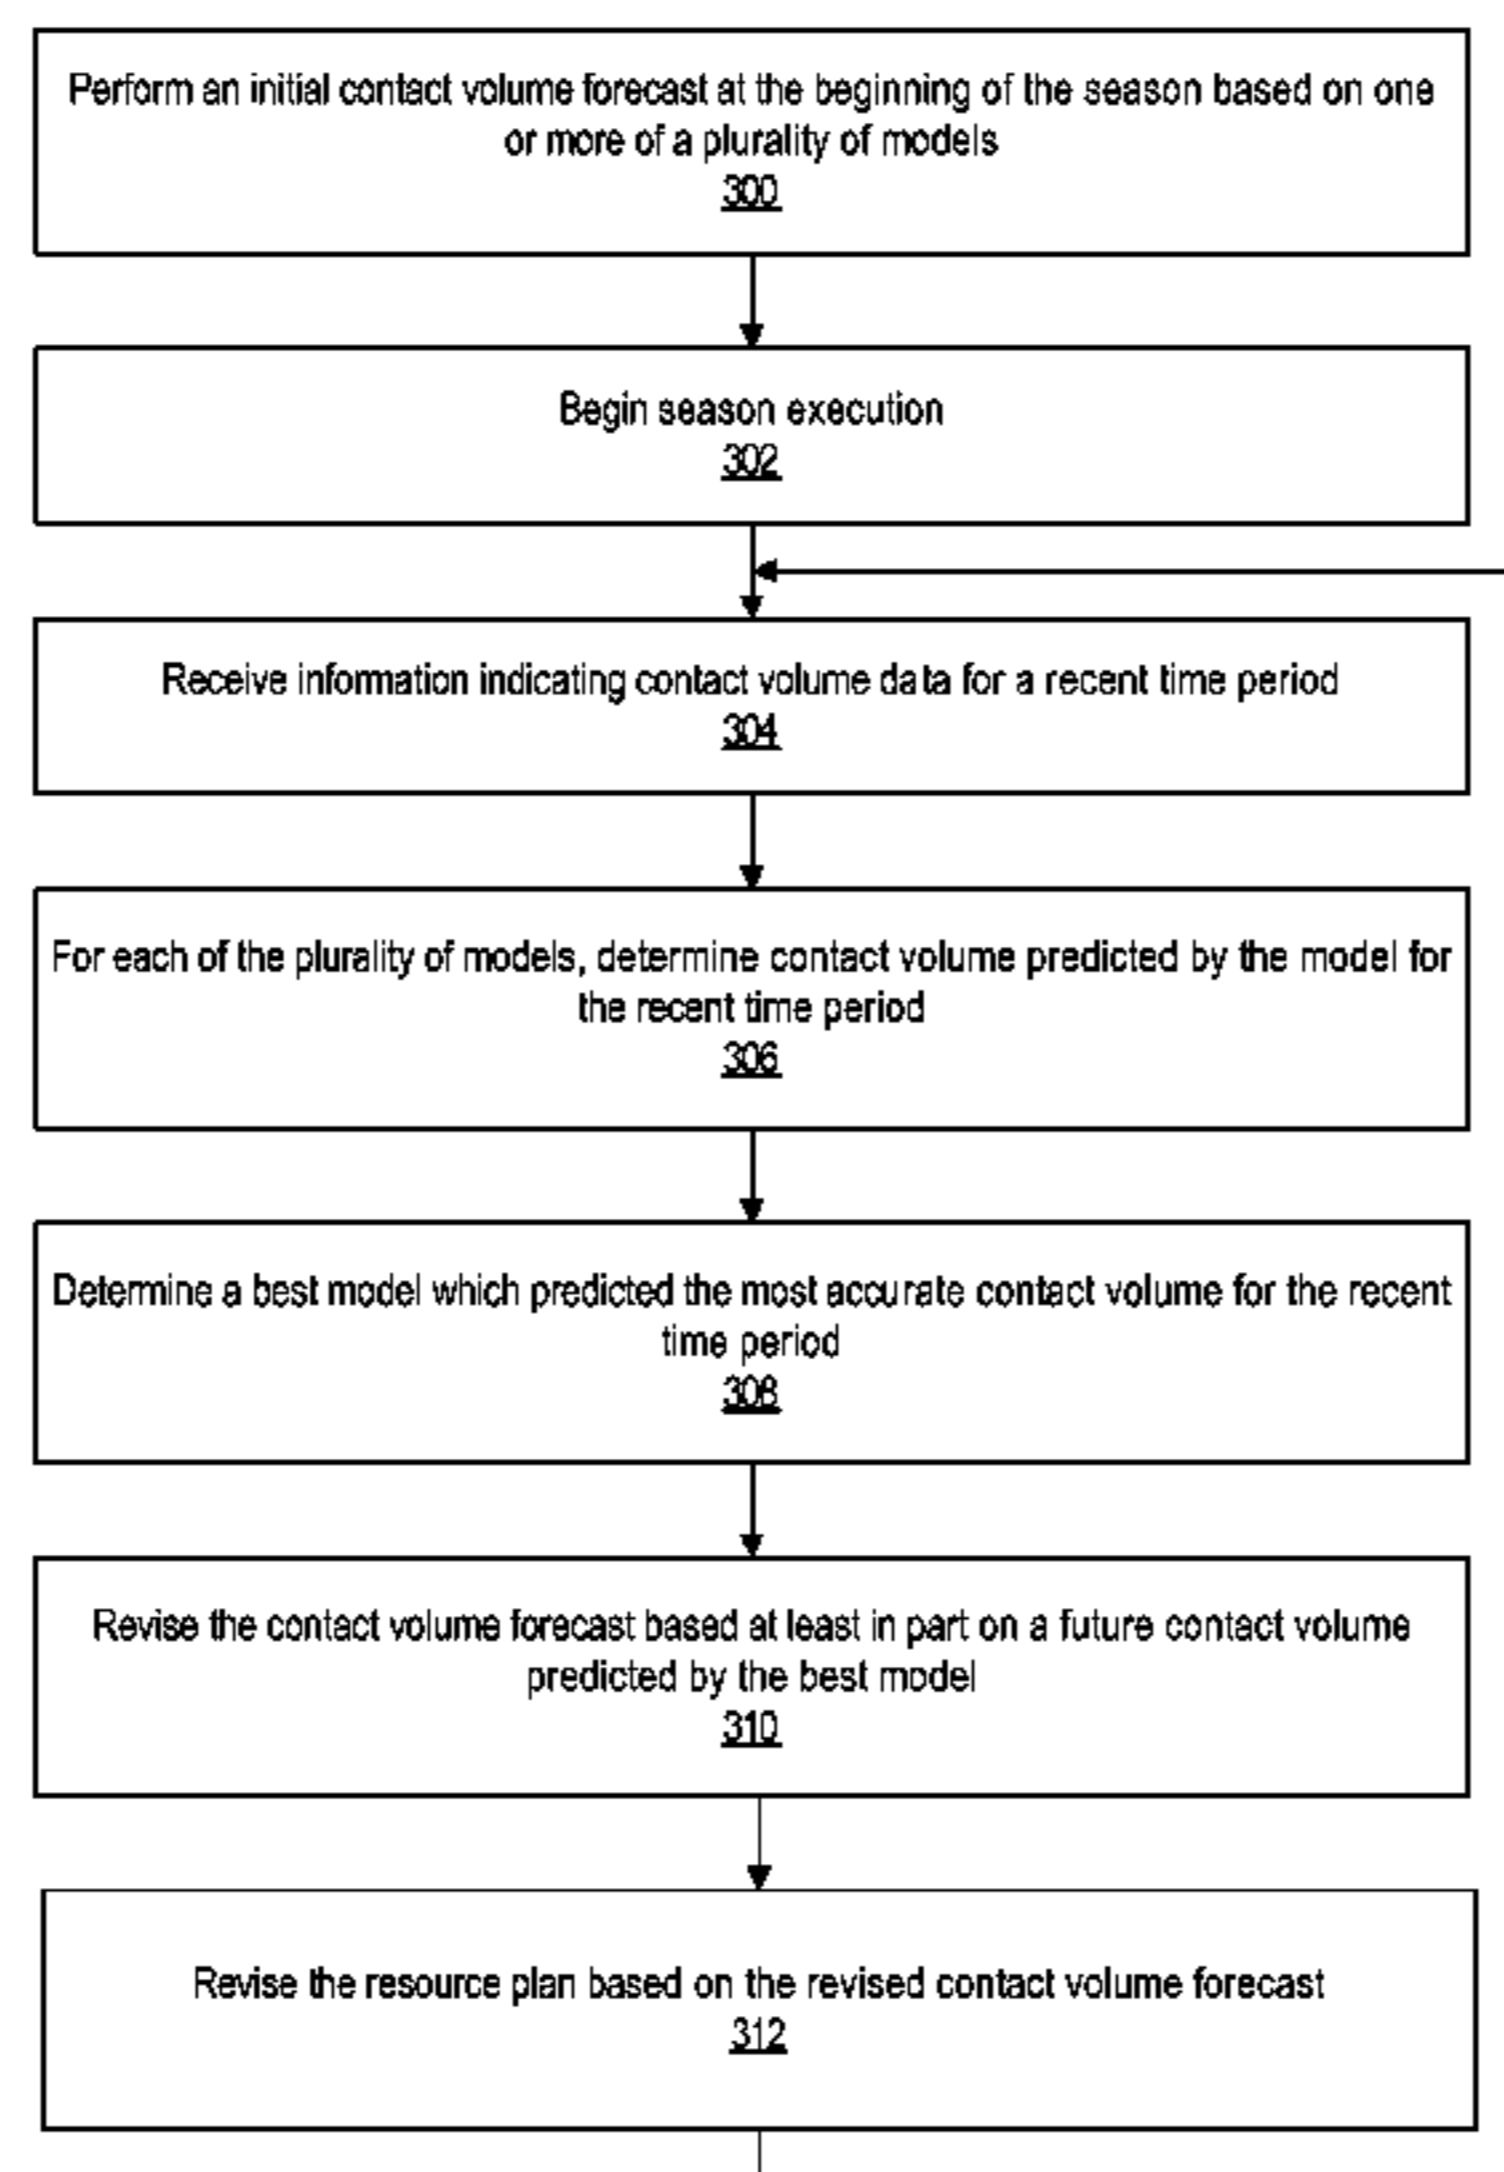 Perform an initial contact volume forecast at the beginning of the season based on one
or more of a plurality of models
300
Begin season execution
302
Receive information indicating contact volume data for a recent time period
304
For each of the plurality of models, determine contact volume predicted by the model for
the recent time period
306
Determine a best model which predicted the most accurate contact volume for the recent
time period
308
Revise the contact volume forecast based at least in part on a future contact volume
predicted by the best model
310
Revise the resource plan based on the revised contact volume forecast
312